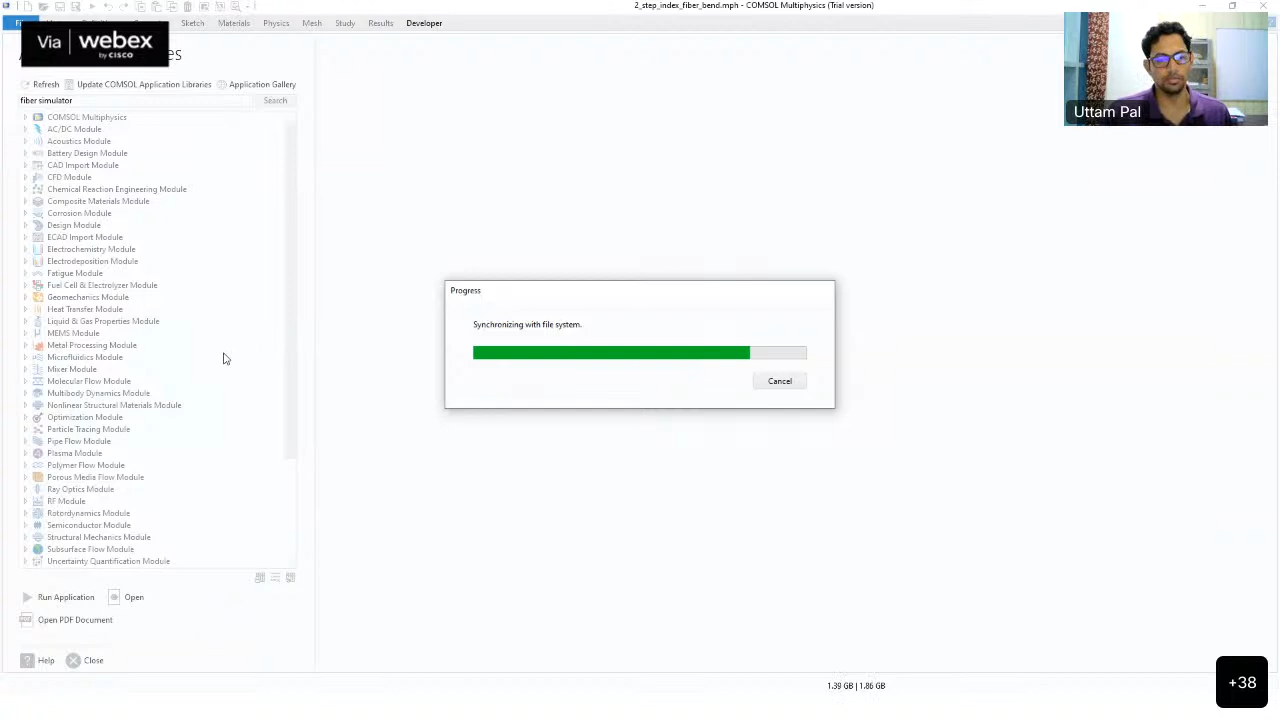 2_step_index_fiber_bend.mph - COMSOL Multiphysics (Trial version)
Sketch Materials Physics Mesh Study Results Developer
Via webex
by CISCO
es
Refresh Update COMSOL Application Libraries Application Gallery
fiber simulator Search
COMSOL Multiphysics
AC/DC Module
Acoustics Module
Battery Design Module
CAD Import Module
CFD Module
Chemical Reaction Engineering Module
Composite Materials Module
Corrosion Module
Design Module
ECAD Import Module
Electrochemistry Module
Electrodeposition Module
Fatigue Module
Fuel Cell & Electrolyzer Module
Geomechanics Module
Heat Transfer Module
Liquid & Gas Properties Module
MEMS Module
Metal Processing Module
Microfluidics Module
Mixer Module
Molecular Flow Module
Multibody Dynamics Module
Nonlinear Structural Materials Module
Optimization Module
Particle Tracing Module
Pipe Flow Module
Plasma Module
Polymer Flow Module
Porous Media Flow Module
Ray Optics Module
RF Module
Rotordynamics Module
Semiconductor Module
Structural Mechanics Module
Subsurface Flow Module
Uncertainty Quantification Module
Run Application Open
Open PDF Document
Help Close
Progress
Synchronizing with file system.
Cancel
Uttam Pal
1.39 GB | 1.86 GB
+38